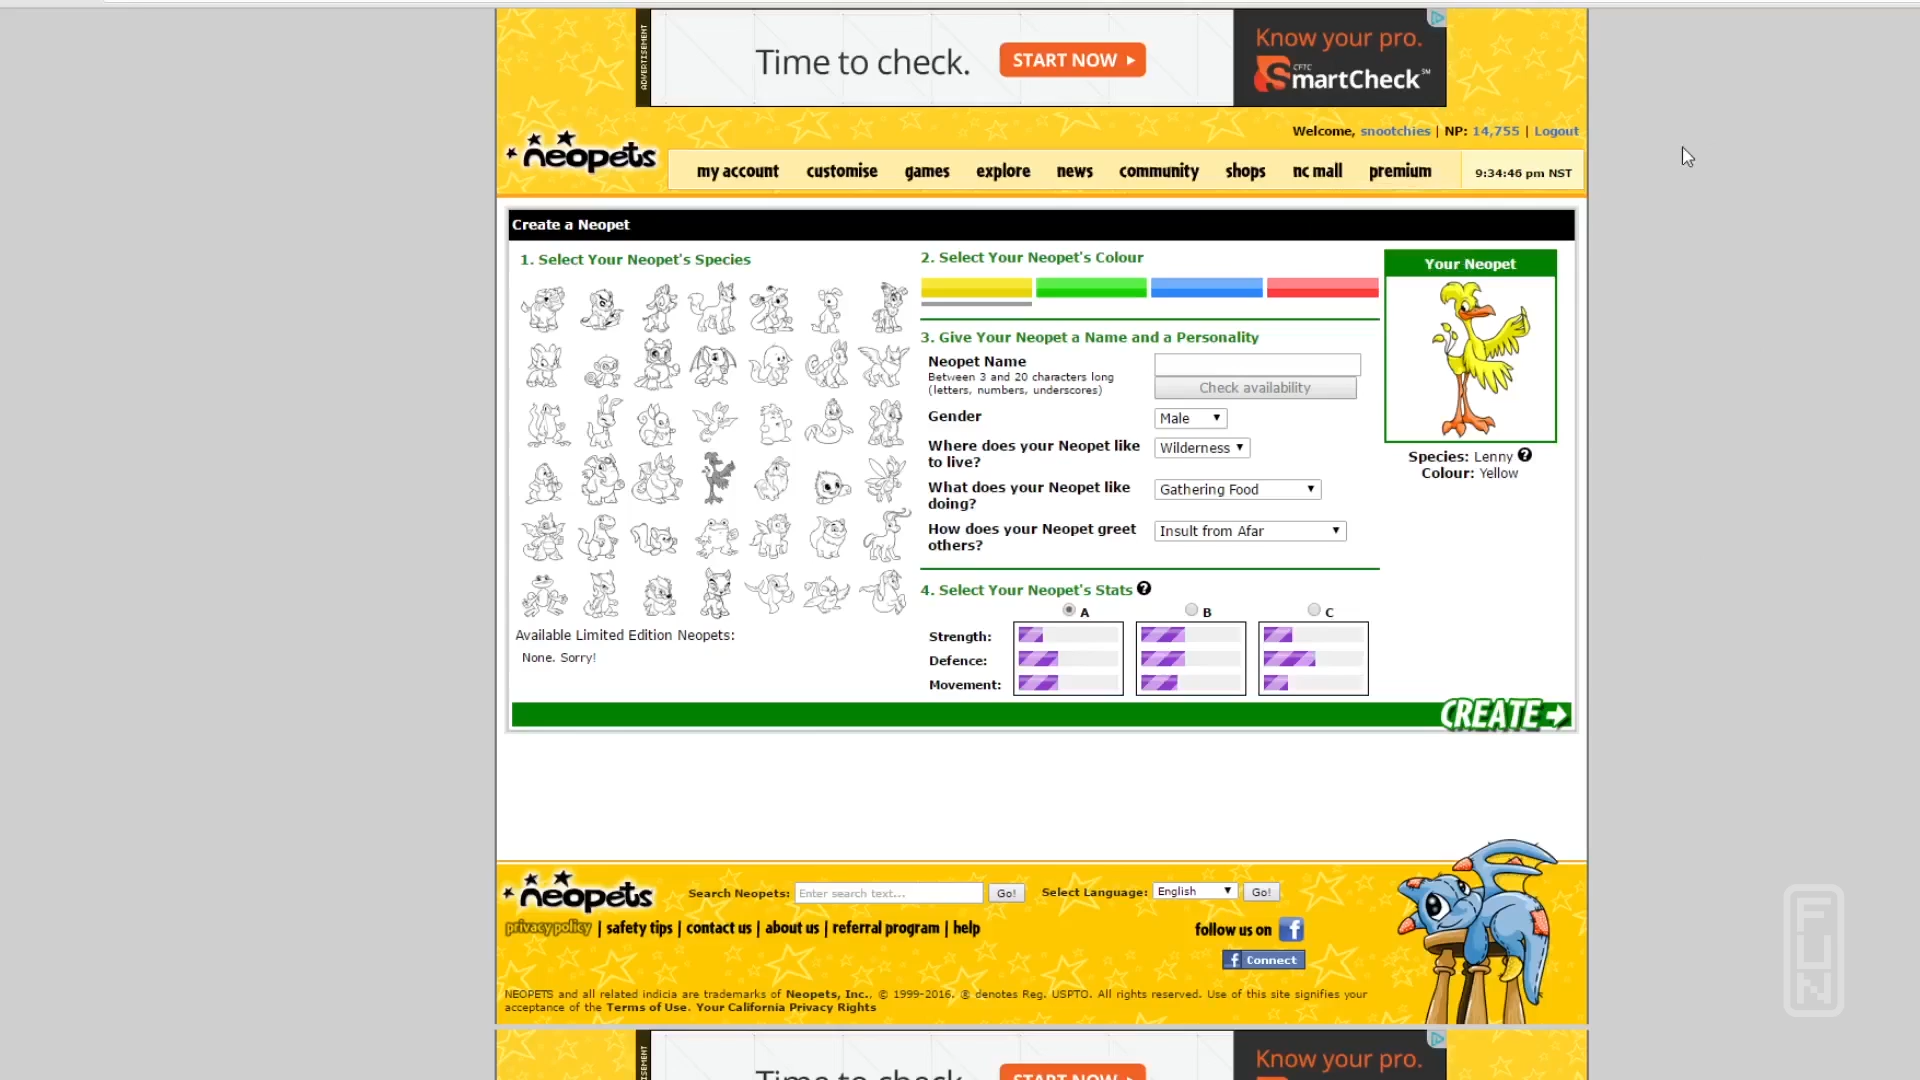 ADVERTISEMENT
Time to check.
START NOW
Know your pro.
CFTC
SmartCheck℠
Welcome, snootchies | NP: 14,755 | Logout
neopets
my account customise games explore news community shops nc mall premium
9:34:46 pm NST
Create a Neopet
1. Select Your Neopet's Species
Available Limited Edition Neopets:
None. Sorry!
2. Select Your Neopet's Colour
3. Give Your Neopet a Name and a Personality
Neopet Name
Between 3 and 20 characters long
(letters, numbers, underscores)
Check availability
Gender
Male
Where does your Neopet like
to live?
Wilderness
What does your Neopet like
doing?
Gathering Food
How does your Neopet greet
others?
Insult from Afar
4. Select Your Neopet's Stats
A B C
Strength:
Defence:
Movement:
Your Neopet
Species: Lenny
Colour: Yellow
CREATE
neopets
Search Neopets: Enter search text... Go! Select Language: English Go!
privacy policy | safety tips | contact us | about us | referral program | help
follow us on f
f Connect
NEOPETS and all related indicia are trademarks of Neopets, Inc., © 1999-2016. ® denotes Reg. USPTO. All rights reserved. Use of this site signifies your
acceptance of the Terms of Use. Your California Privacy Rights
FUN
ADVERTISEMENT
Time to check.
START NOW
Know your pro.